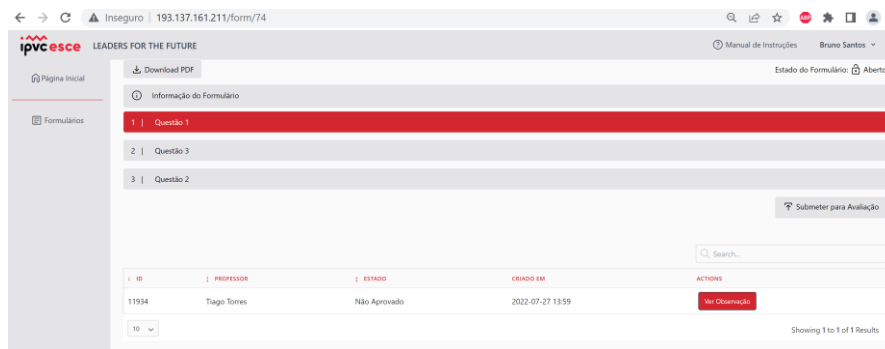 Inseguro | 193.137.161.211/form/74
ABP
ipvc esce LEADERS FOR THE FUTURE
Manual de Instruções Bruno Santos
Página Inicial
Formulários
Download PDF
Estado do Formulário: Aberto
Informação do Formulário
1 | Questão 1
2 | Questão 3
3 | Questão 2
Submeter para Avaliação
Search...
ID PROFESSOR ESTADO CRIADO EM ACTIONS
11934 Tiago Torres Não Aprovado 2022-07-27 13:59 Ver Observação
10
Showing 1 to 1 of 1 Results